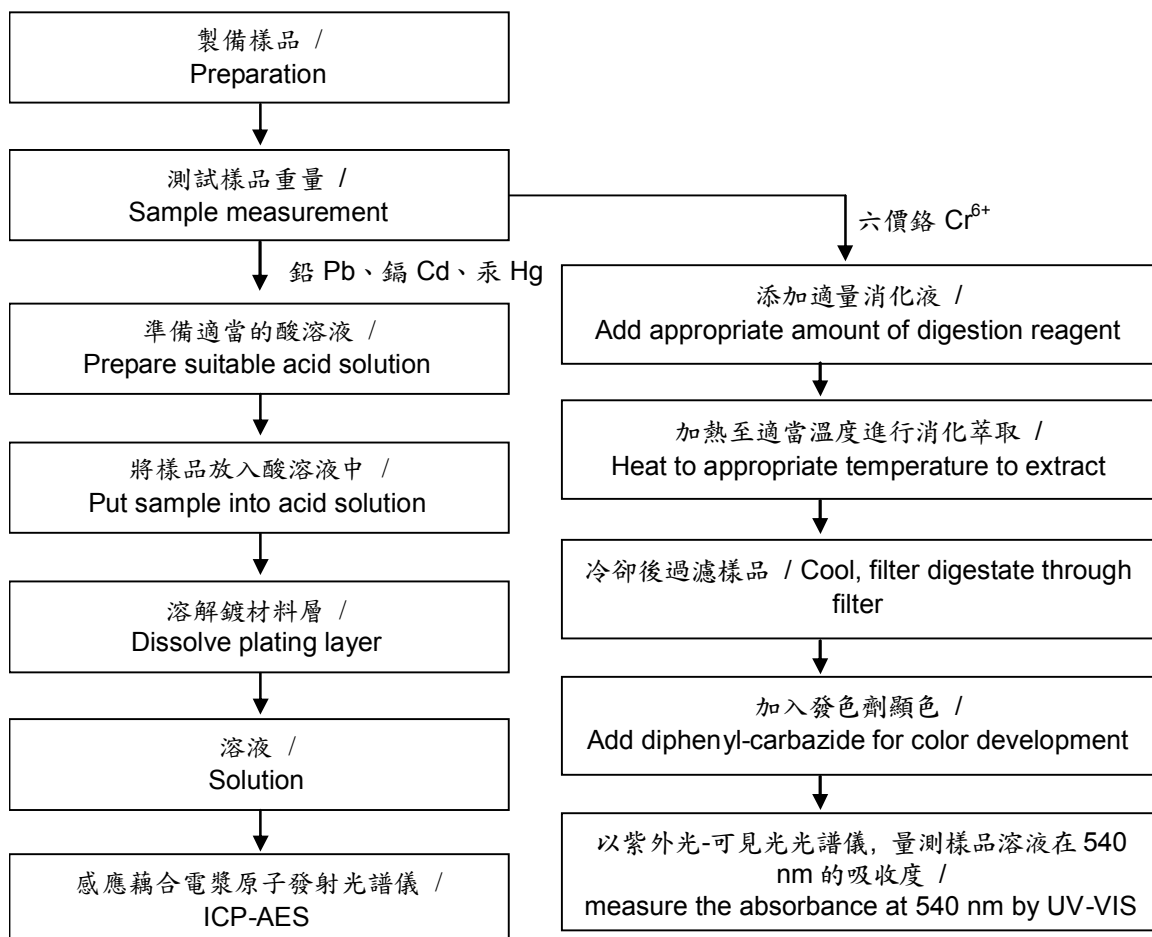 製備樣品 /
Preparation
測試樣品重量 /
Sample measurement
鉛 Pb、鎘 Cd、汞 Hg
準備適當的酸溶液 /
Prepare suitable acid solution
將樣品放入酸溶液中 /
Put sample into acid solution
溶解鍍材料層 /
Dissolve plating layer
溶液 /
Solution
感應藕合電漿原子發射光譜儀 /
ICP-AES
六價鉻 Cr⁶⁺
添加適量消化液 /
Add appropriate amount of digestion reagent
加熱至適當溫度進行消化萃取 /
Heat to appropriate temperature to extract
冷卻後過濾樣品 / Cool, filter digestate through
filter
加入發色劑顯色 /
Add diphenyl-carbazide for color development
以紫外光-可見光光譜儀, 量測樣品溶液在 540
nm 的吸收度 /
measure the absorbance at 540 nm by UV-VIS